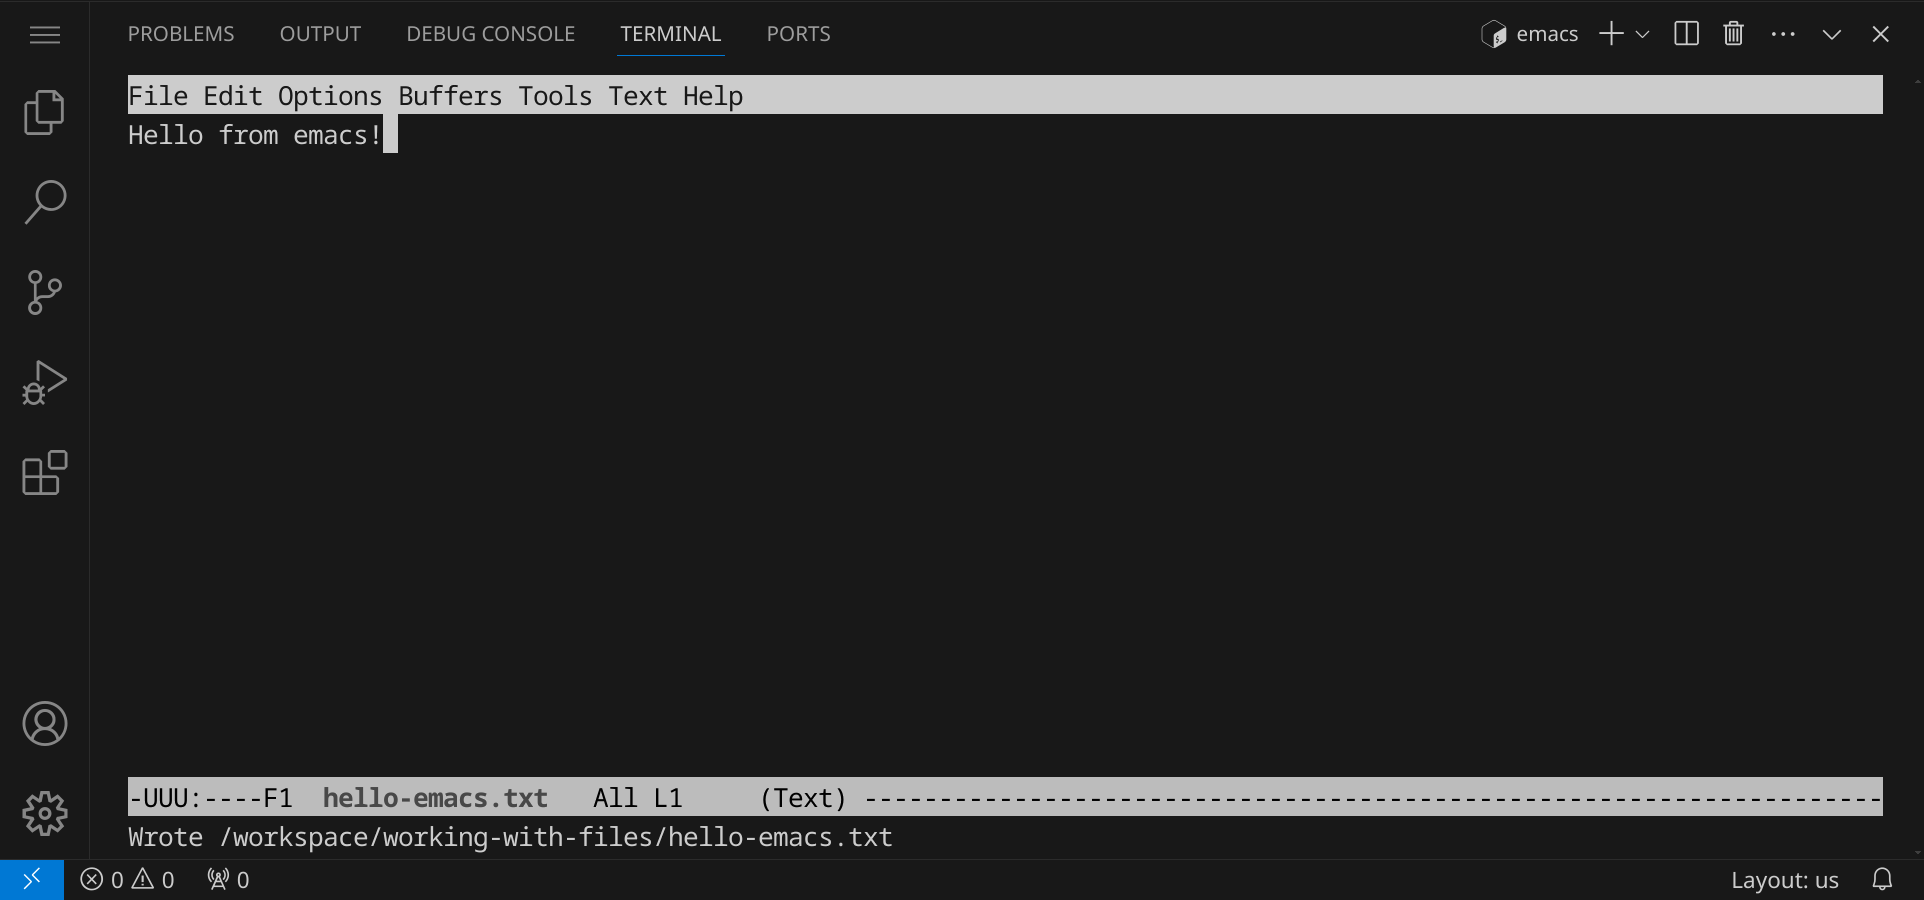 PROBLEMS OUTPUT DEBUG CONSOLE TERMINAL PORTS emacs
File Edit Options Buffers Tools Text Help
Hello from emacs!
-UUU:----F1  hello-emacs.txt   All L1     (Text) --------------------------------------------------------------------
Wrote /workspace/working-with-files/hello-emacs.txt
0 0 0 Layout: us